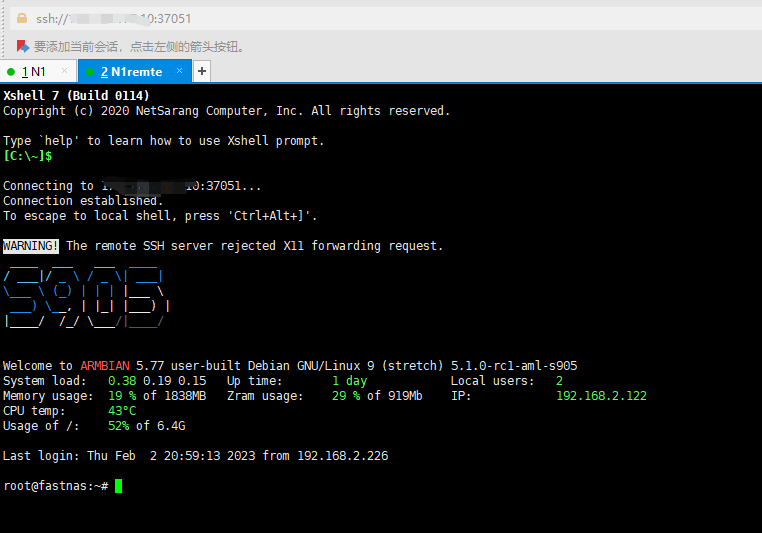 ssh://1 10:37051
要添加当前会话，点击左侧的箭头按钮。
1 N1 × 2 N1remte × +
Xshell 7 (Build 0114)
Copyright (c) 2020 NetSarang Computer, Inc. All rights reserved.
Type `help' to learn how to use Xshell prompt.
[C:\~]$
Connecting to 1 10:37051...
Connection established.
To escape to local shell, press 'Ctrl+Alt+]'.
WARNING! The remote SSH server rejected X11 forwarding request.
S905
Welcome to ARMBIAN 5.77 user-built Debian GNU/Linux 9 (stretch) 5.1.0-rc1-aml-s905
System load: 0.38 0.19 0.15 Up time: 1 day Local users: 2
Memory usage: 19 % of 1838MB Zram usage: 29 % of 919Mb IP: 192.168.2.122
CPU temp: 43°C
Usage of /: 52% of 6.4G
Last login: Thu Feb  2 20:59:13 2023 from 192.168.2.226
root@fastnas:~#